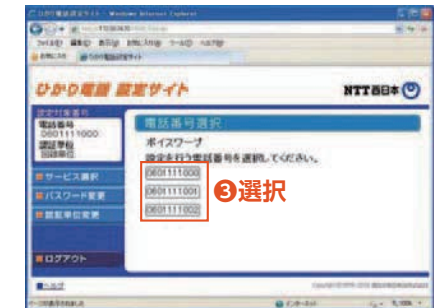 ひかり電話 設定サイト
NTT西日本
設定対象番号
電話番号
0601111000
認証単位
回線単位
サービス選択
パスワード変更
認証単位変更
ログアウト
電話番号選択
ボイスワープ
設定を行う電話番号を選択してください。
0601111000
0601111001
0601111002
❸選択
ヘルプ
インターネット
100%